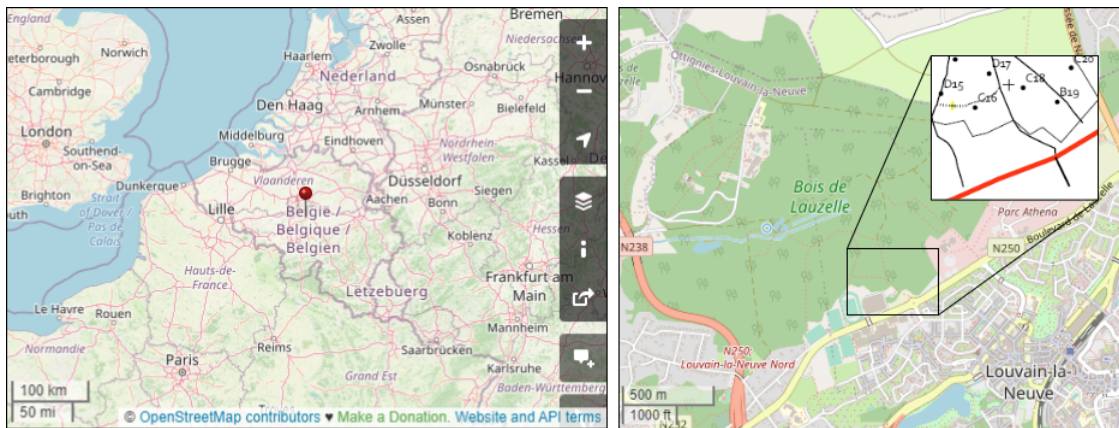 England
Norwich
eterborough
Cambridge
London
Southend-
on-Sea
Brighton
outh
Strait of Dover /
Pas de
Calais
Dunkerque
Haarlem
Den Haag
Middelburg
Brugge
Vlaanderen
Lille
België /
Belgique /
Belgien
Nederland
Zwolle
Assen
Arnhem
Eindhoven
Bremen
Niedersachsen
Osnabrück
Hannover
Münster
Bielefeld
Nordrhein-
Westfalen
Düsseldorf
Aachen
Bonn
Siegen
Kassel
Koblenz
Hessen
Frankfurt am
Main
Mannheim
Karlsruhe
Baden-Württemberg
Saarbrücken
Lëtzebuerg
Hauts-de-
France
Le Havre
Rouen
Normandie
Reims
Paris
Grand Est
100 km
50 mi
© OpenStreetMap contributors ♥ Make a Donation. Website and API terms
Ottignies-Louvain-la-Neuve
Bois de
Lauzelle
N238
N250;
Louvain-la-Neuve Nord
Parc Athena
N250
Boulevard de Lauzelle
Louvain-la-
Neuve
D15
D17
C16
C18
B19
C20
500 m
1000 ft